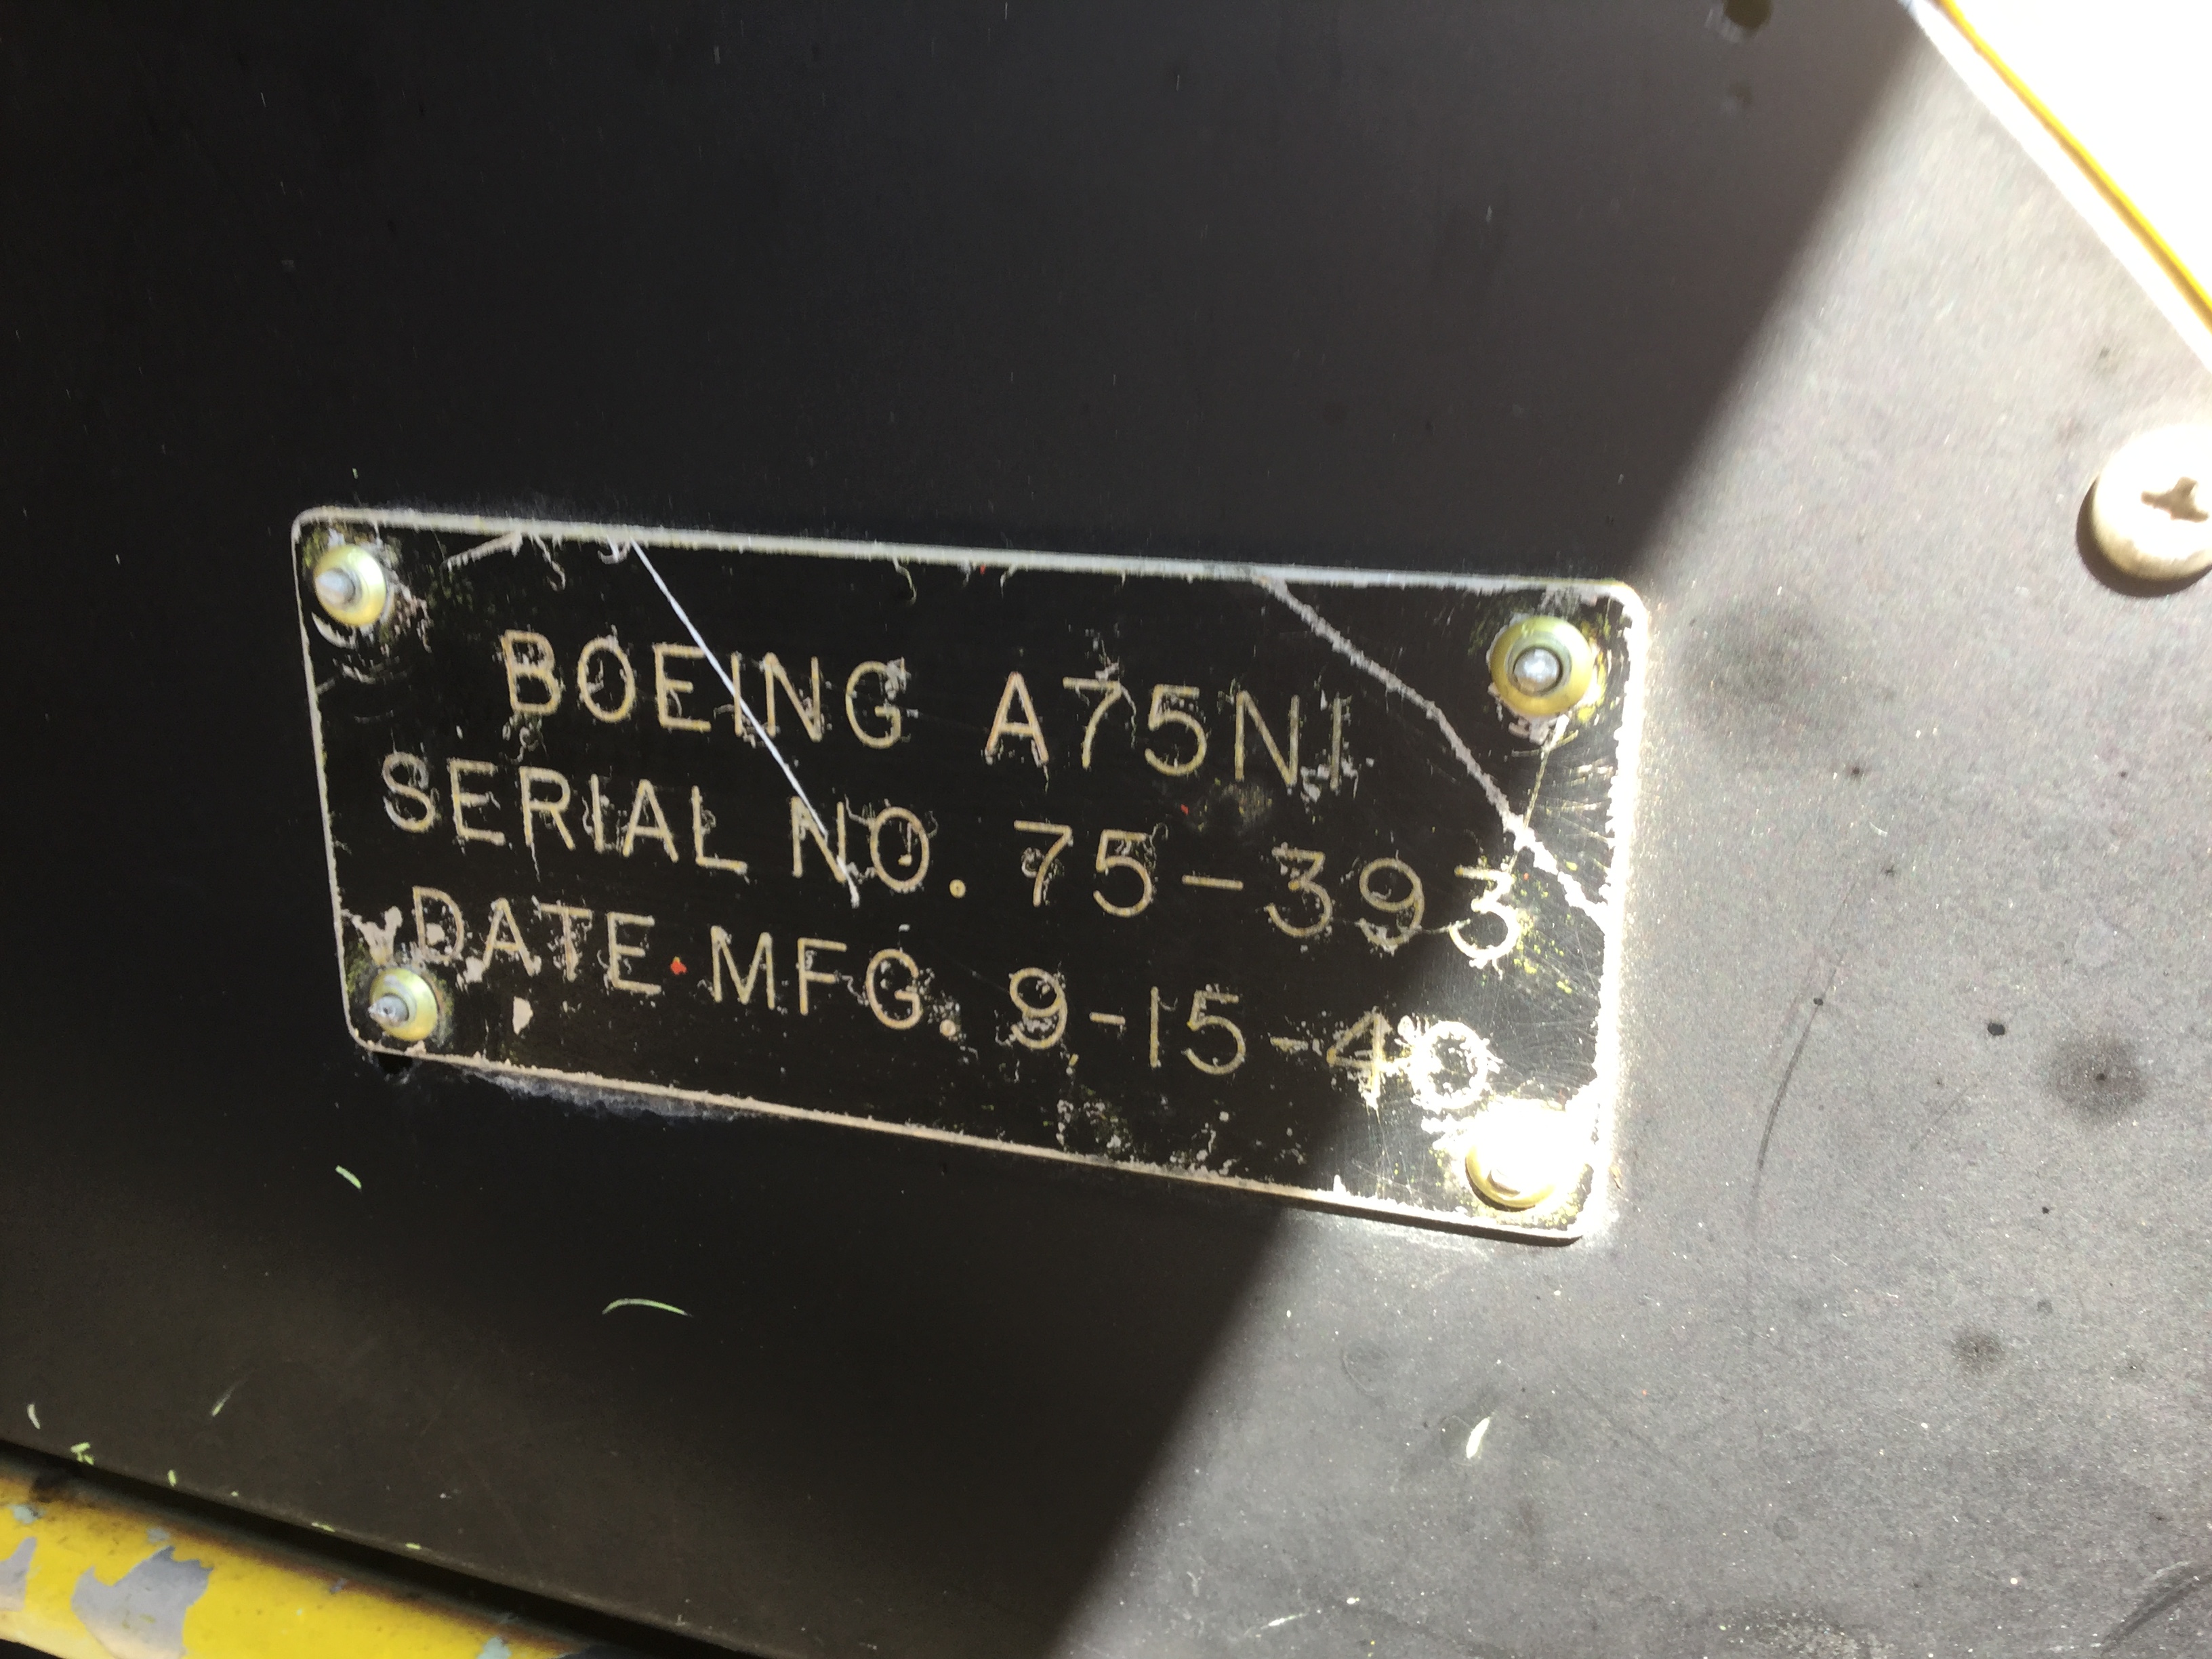 BOEING A75N1
SERIAL NO. 75-393
DATE MFG. 9-15-40